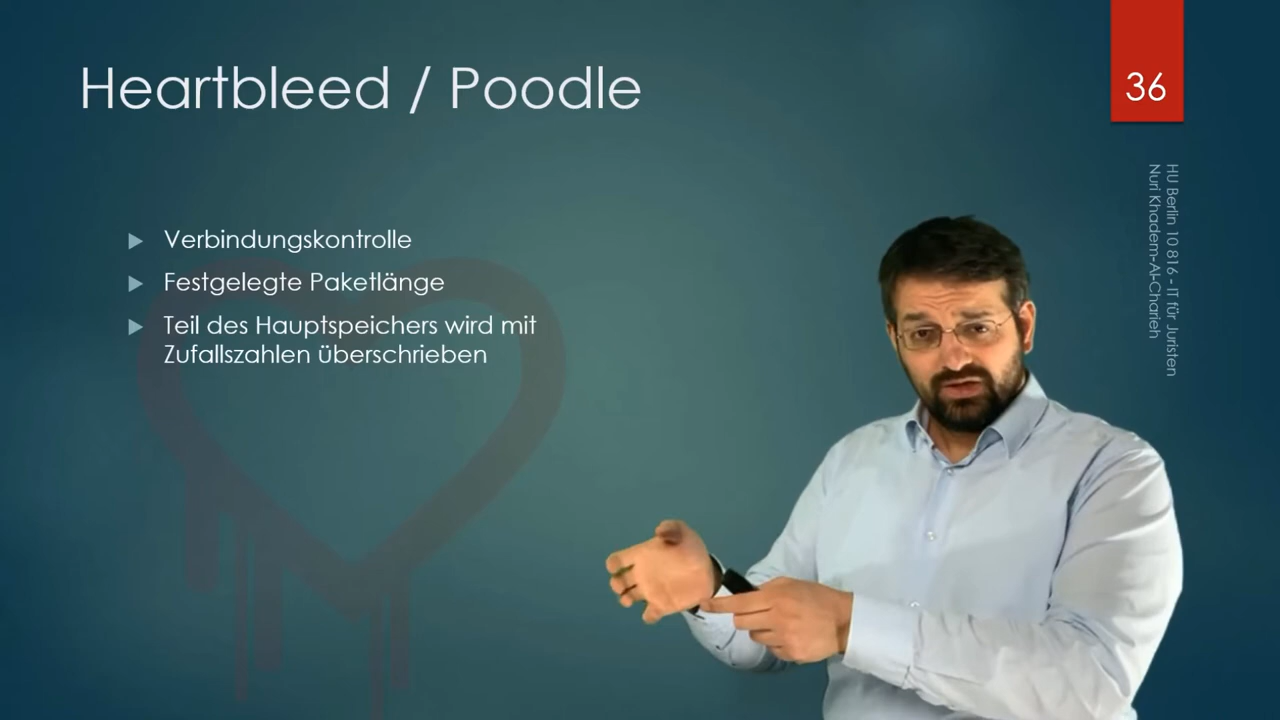 Heartbleed / Poodle
36
Verbindungskontrolle
Festgelegte Paketlänge
Teil des Hauptspeichers wird mit
Zufallszahlen überschrieben
HU Berlin 10 816 - IT für Juristen
Nuri Khadem-Al-Charieh